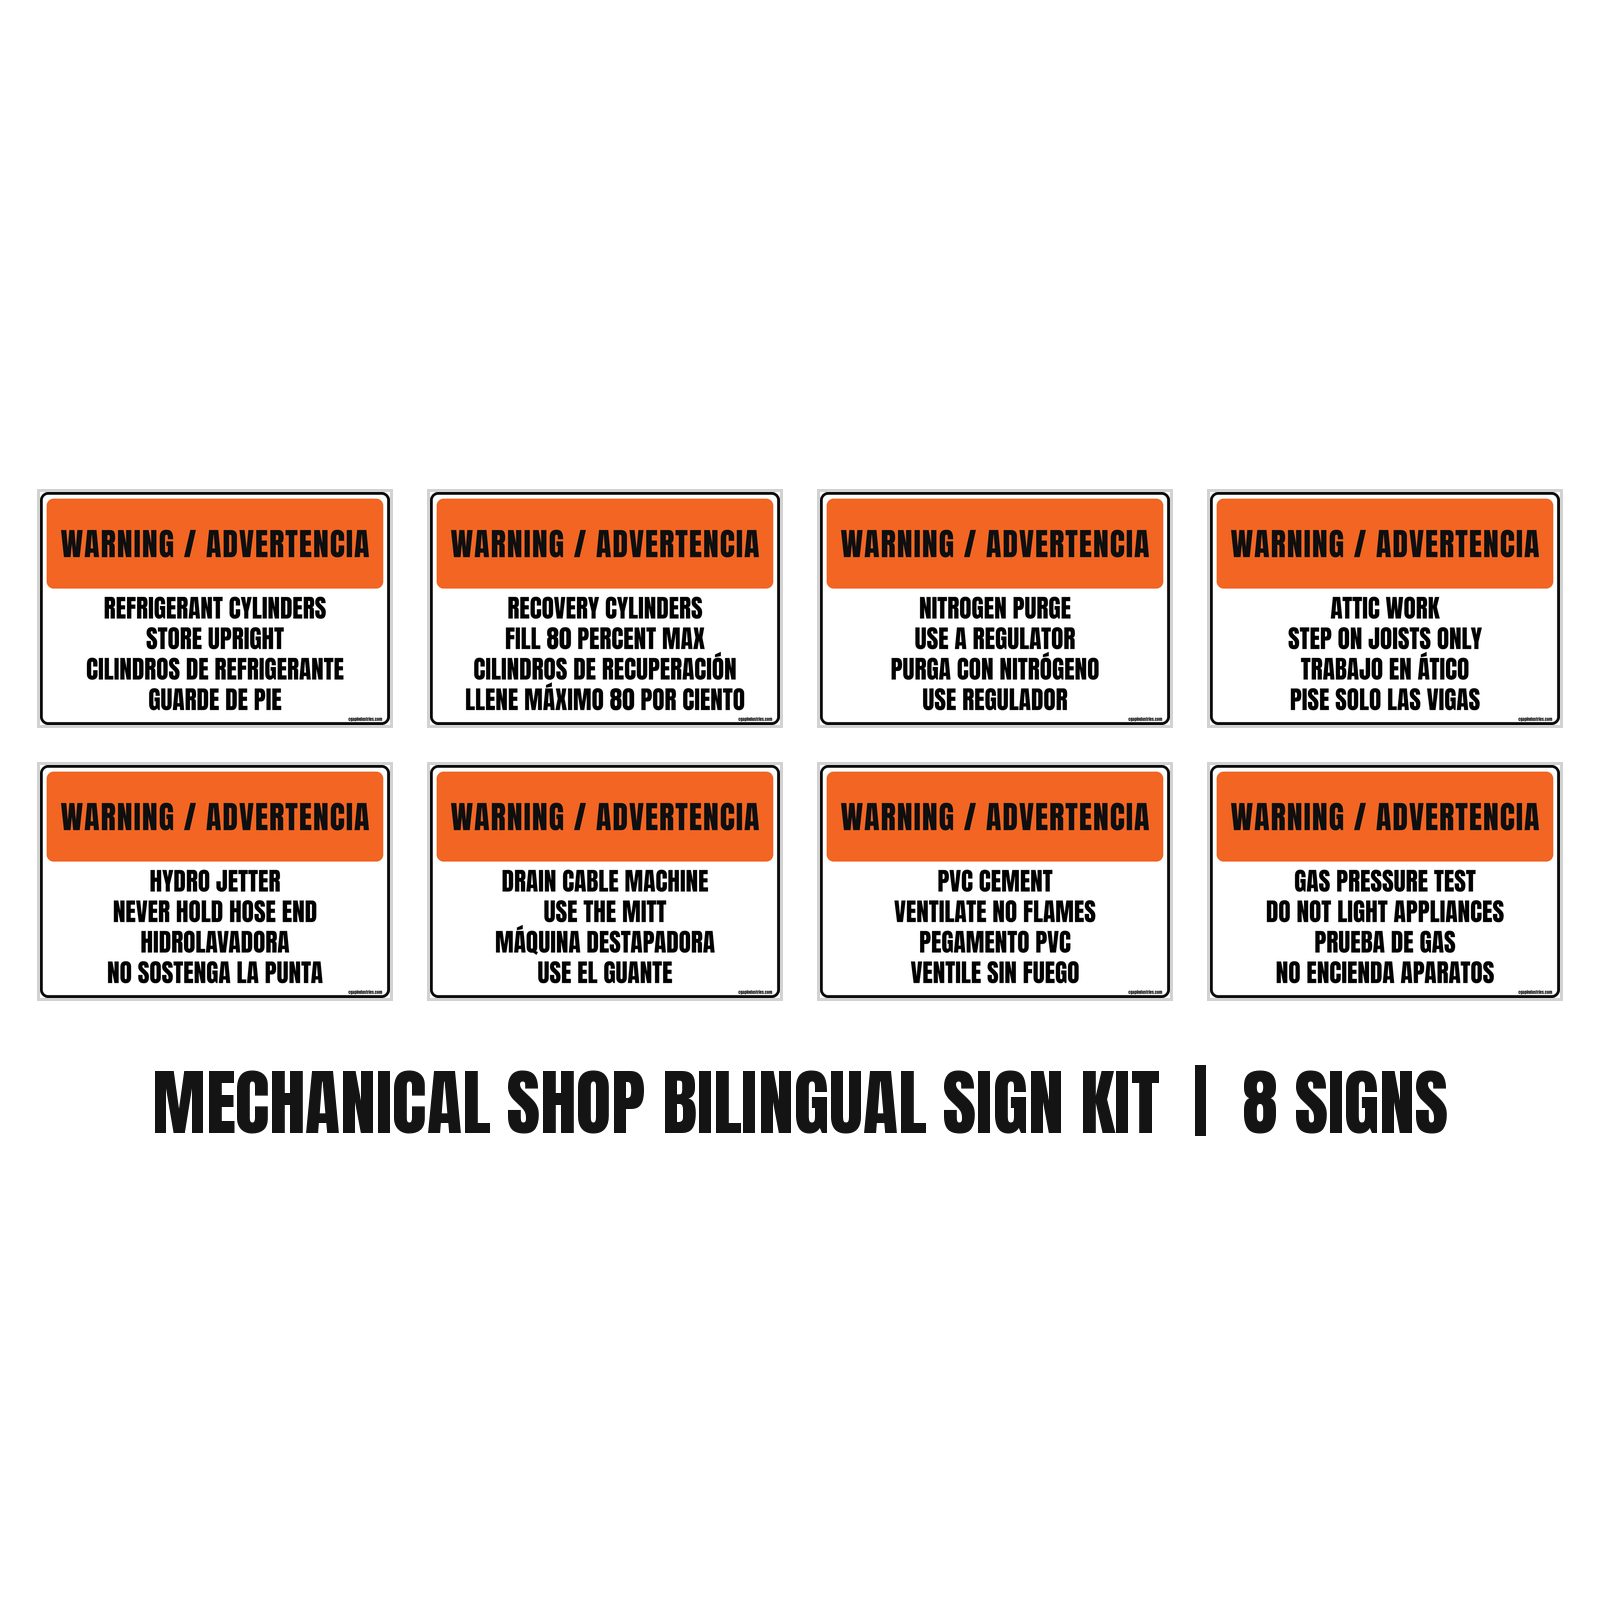 WARNING / ADVERTENCIA
REFRIGERANT CYLINDERS
STORE UPRIGHT
CILINDROS DE REFRIGERANTE
GUARDE DE PIE
WARNING / ADVERTENCIA
RECOVERY CYLINDERS
FILL 80 PERCENT MAX
CILINDROS DE RECUPERACIÓN
LLENE MÁXIMO 80 POR CIENTO
WARNING / ADVERTENCIA
NITROGEN PURGE
USE A REGULATOR
PURGA CON NITRÓGENO
USE REGULADOR
WARNING / ADVERTENCIA
ATTIC WORK
STEP ON JOISTS ONLY
TRABAJO EN ÁTICO
PISE SOLO LAS VIGAS
WARNING / ADVERTENCIA
HYDRO JETTER
NEVER HOLD HOSE END
HIDROLAVADORA
NO SOSTENGA LA PUNTA
WARNING / ADVERTENCIA
DRAIN CABLE MACHINE
USE THE MITT
MÁQUINA DESTAPADORA
USE EL GUANTE
WARNING / ADVERTENCIA
PVC CEMENT
VENTILATE NO FLAMES
PEGAMENTO PVC
VENTILE SIN FUEGO
WARNING / ADVERTENCIA
GAS PRESSURE TEST
DO NOT LIGHT APPLIANCES
PRUEBA DE GAS
NO ENCIENDA APARATOS
MECHANICAL SHOP BILINGUAL SIGN KIT | 8 SIGNS